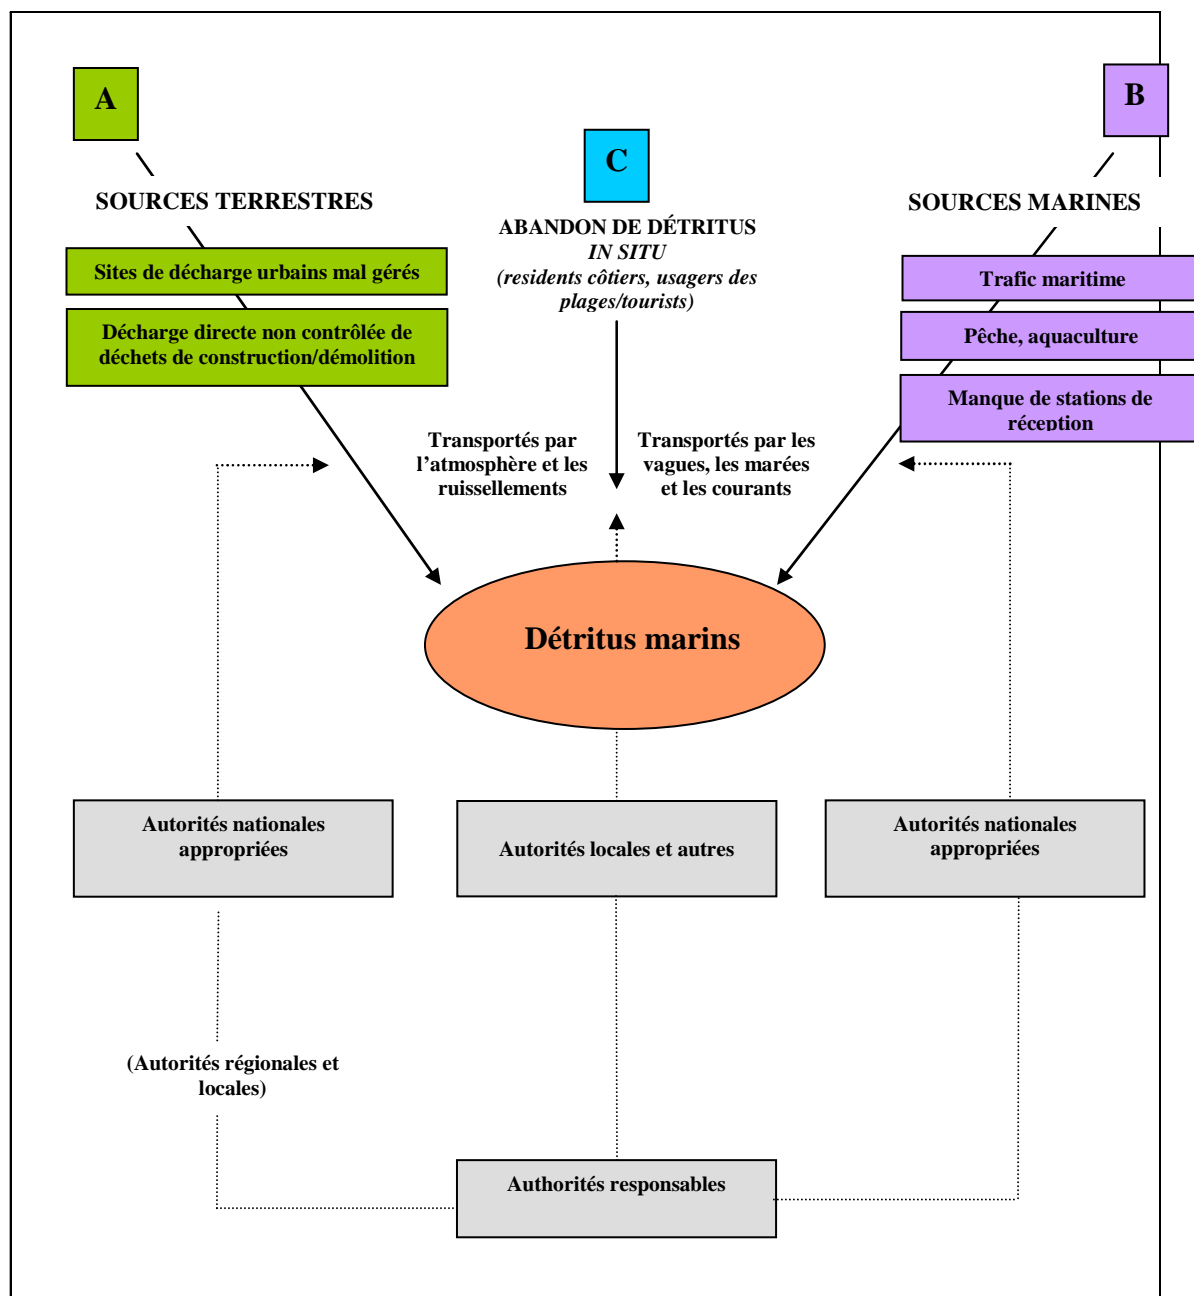 A
B
C
SOURCES TERRESTRES
SOURCES MARINES
ABANDON DE DÉTRITUS
IN SITU
(residents côtiers, usagers des
plages/tourists)
Sites de décharge urbains mal gérés
Décharge directe non contrôlée de
déchets de construction/démolition
Trafic maritime
Pêche, aquaculture
Manque de stations de
réception
Transportés par
l’atmosphère et les
ruissellements
Transportés par les
vagues, les marées
et les courants
Détritus marins
Autorités nationales
appropriées
Autorités locales et autres
Autorités nationales
appropriées
(Autorités régionales et
locales)
Authorités responsables